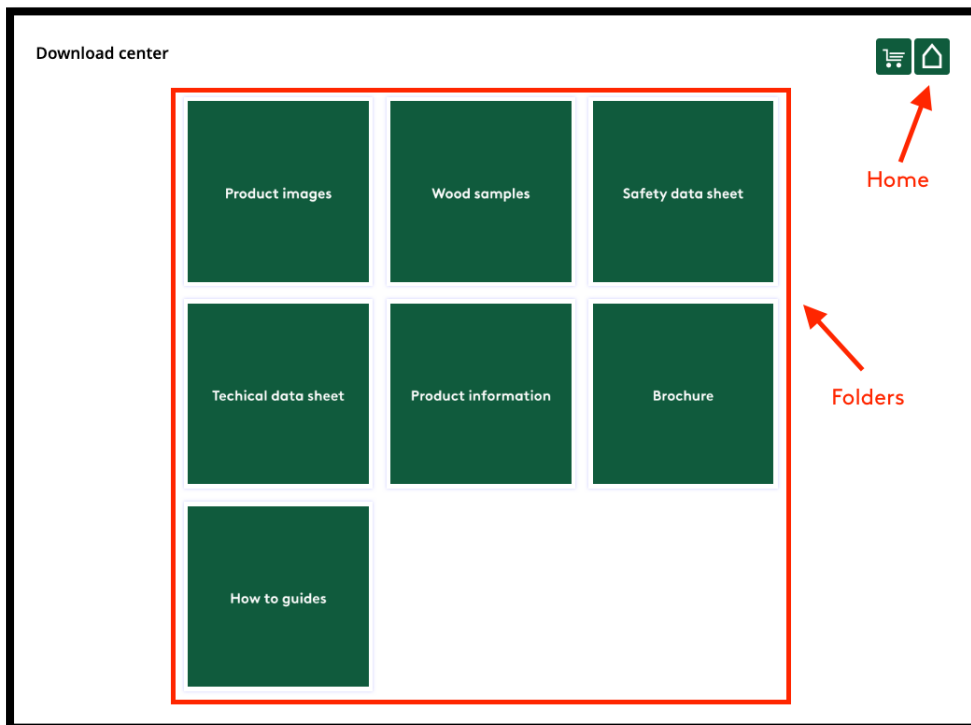 Download center
Home
Product images
Wood samples
Safety data sheet
Techical data sheet
Product information
Brochure
Folders
How to guides